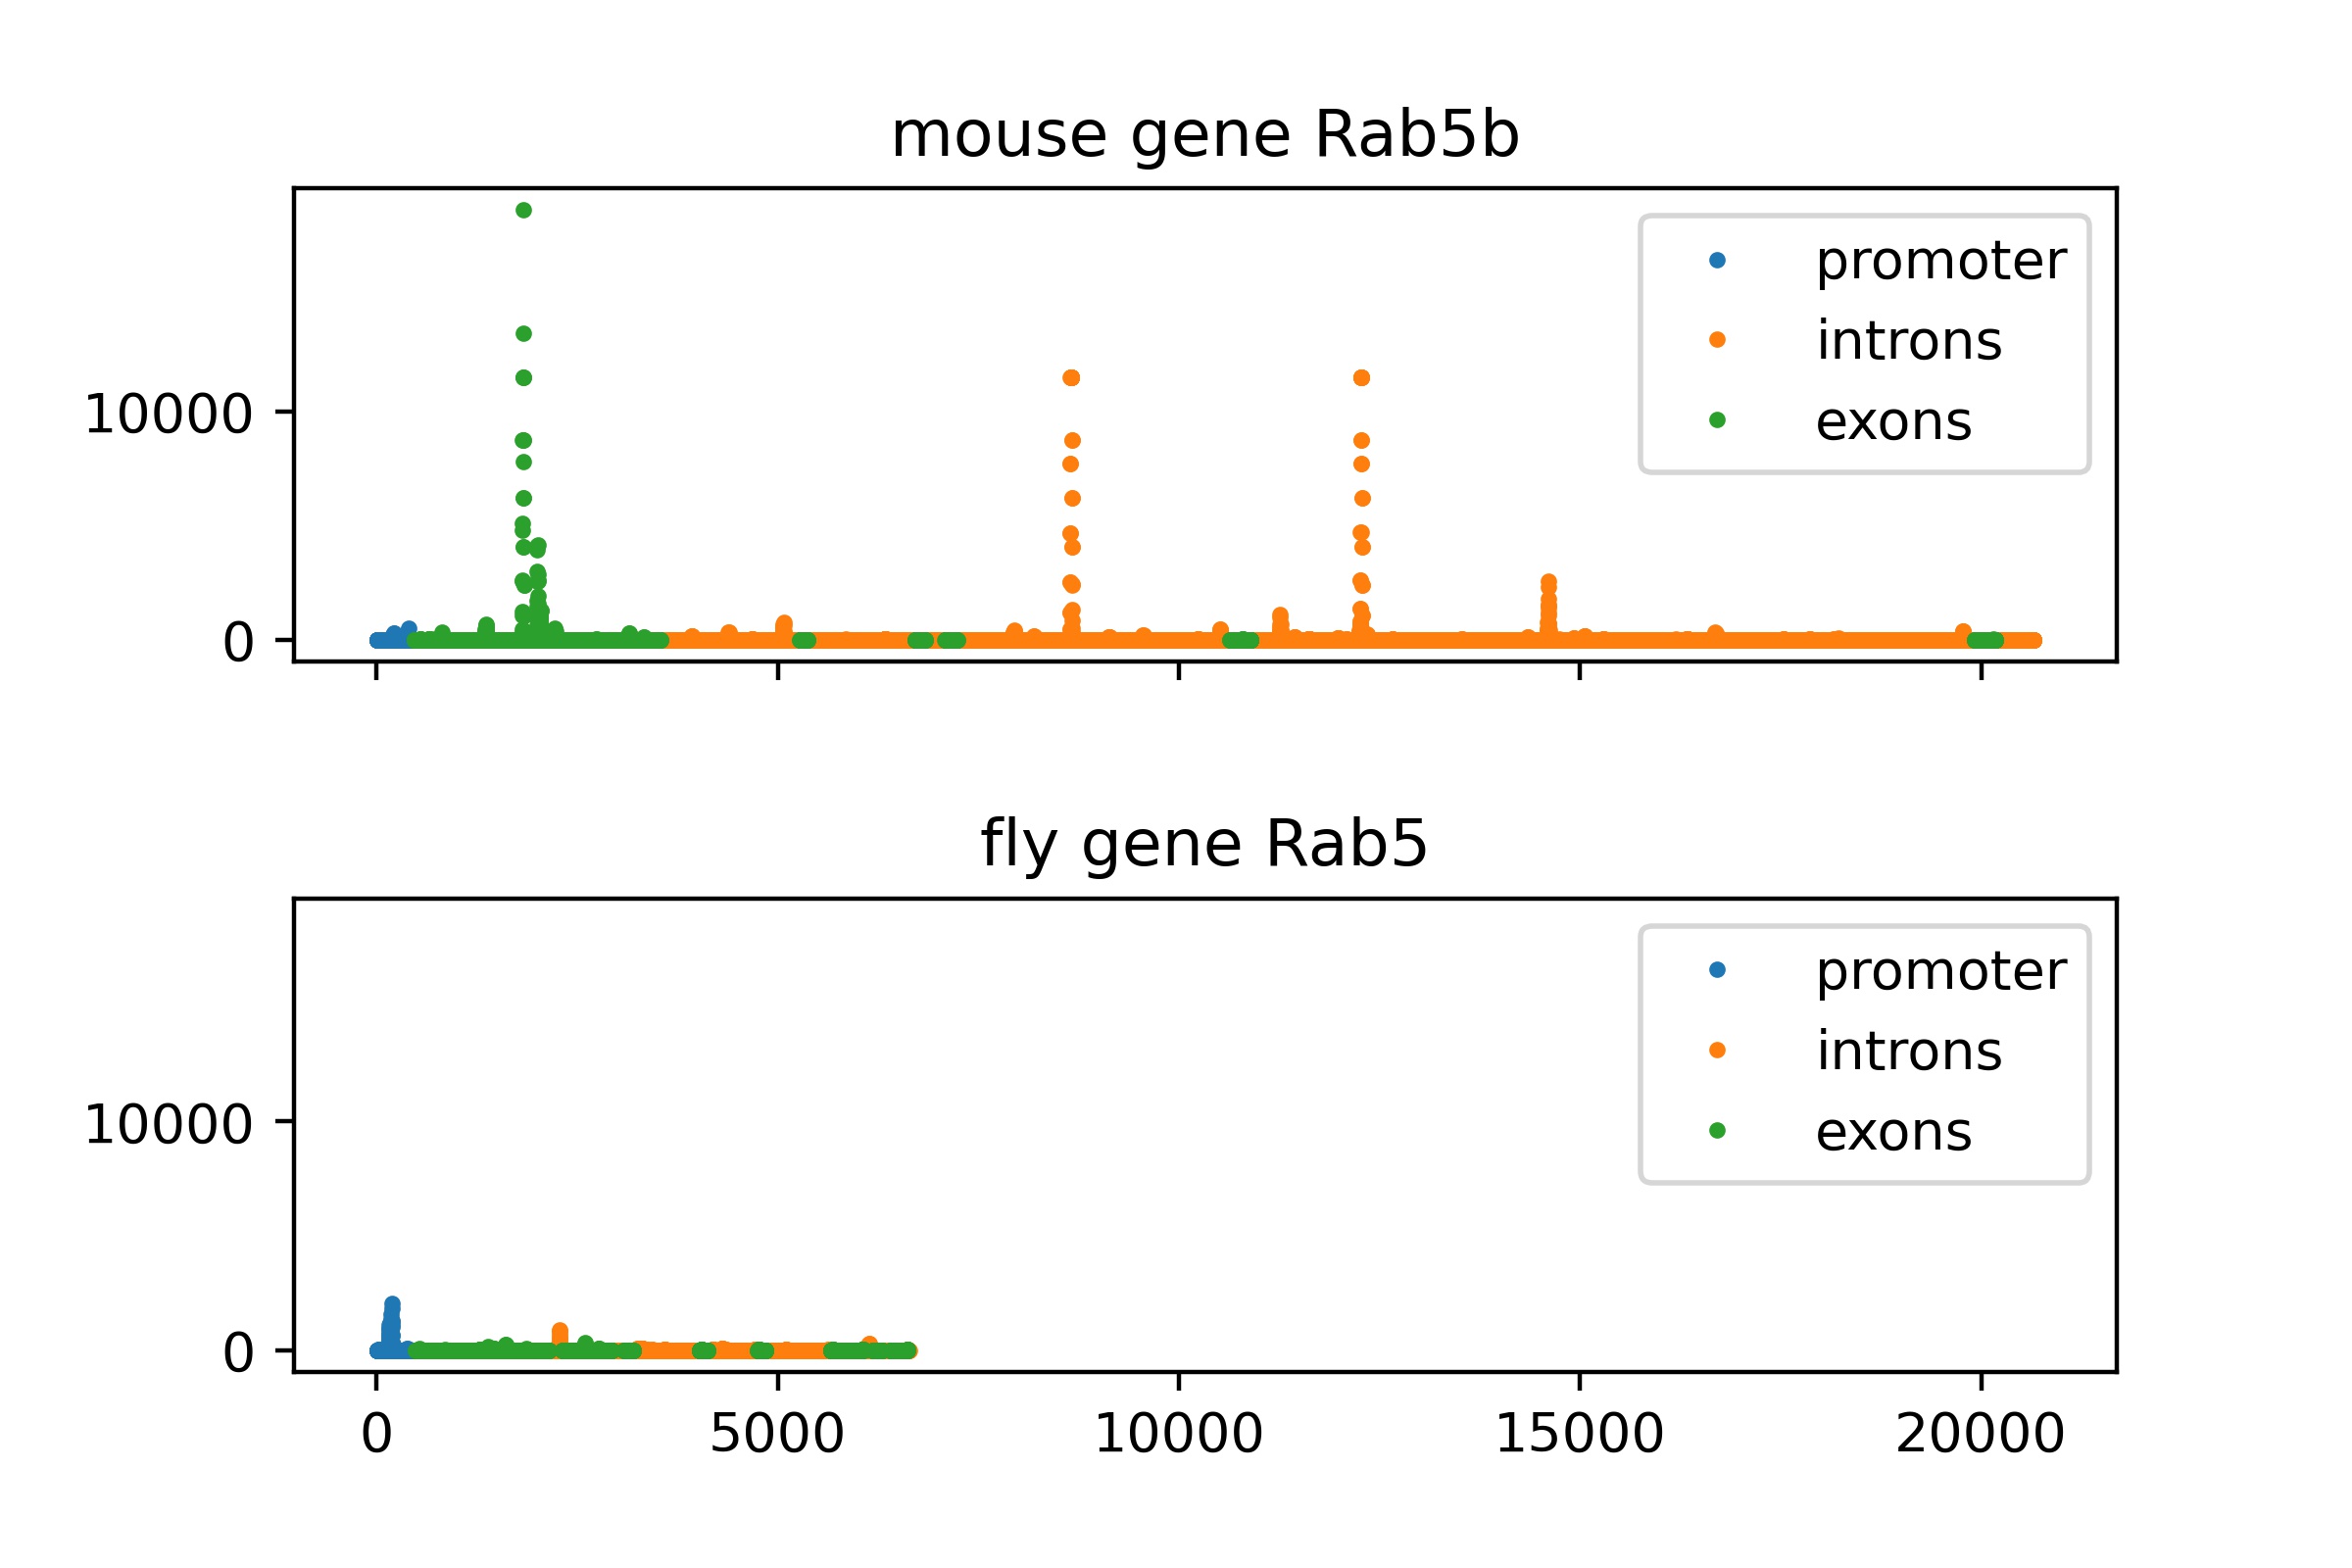 mouse gene Rab5b
promoter
introns
exons
10000
0
fly gene Rab5
promoter
introns
exons
10000
0
0 5000 10000 15000 20000